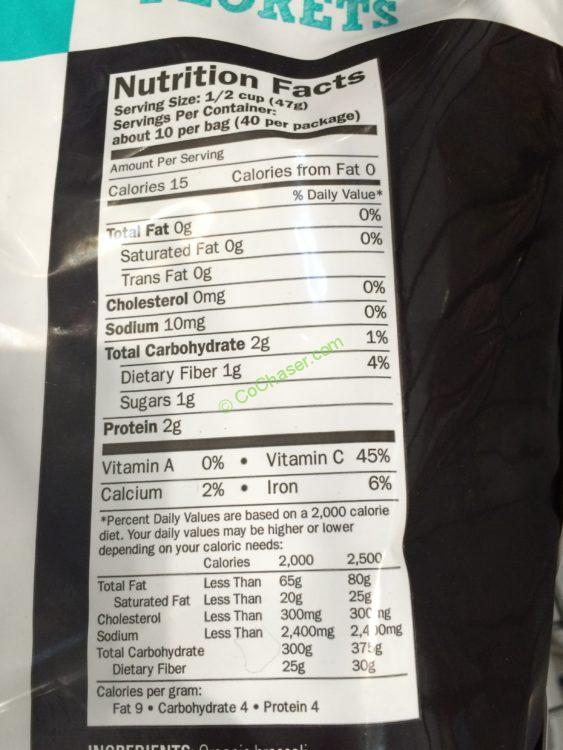 FLORETS
Nutrition Facts
Serving Size: 1/2 cup (47g)
Servings Per Container:
about 10 per bag (40 per package)
Amount Per Serving
Calories 15 Calories from Fat 0
% Daily Value*
Total Fat 0g 0%
Saturated Fat 0g 0%
Trans Fat 0g
Cholesterol 0mg 0%
Sodium 10mg 0%
Total Carbohydrate 2g 1%
Dietary Fiber 1g 4%
Sugars 1g
© CoChaser.com
Protein 2g
Vitamin A 0% • Vitamin C 45%
Calcium 2% • Iron 6%
*Percent Daily Values are based on a 2,000 calorie
diet. Your daily values may be higher or lower
depending on your caloric needs:
Calories 2,000 2,500
Total Fat Less Than 65g 80g
Saturated Fat Less Than 20g 25g
Cholesterol Less Than 300mg 300mg
Sodium Less Than 2,400mg 2,400mg
Total Carbohydrate 300g 375g
Dietary Fiber 25g 30g
Calories per gram:
Fat 9 • Carbohydrate 4 • Protein 4
INGREDIENTS: Organic broccoli